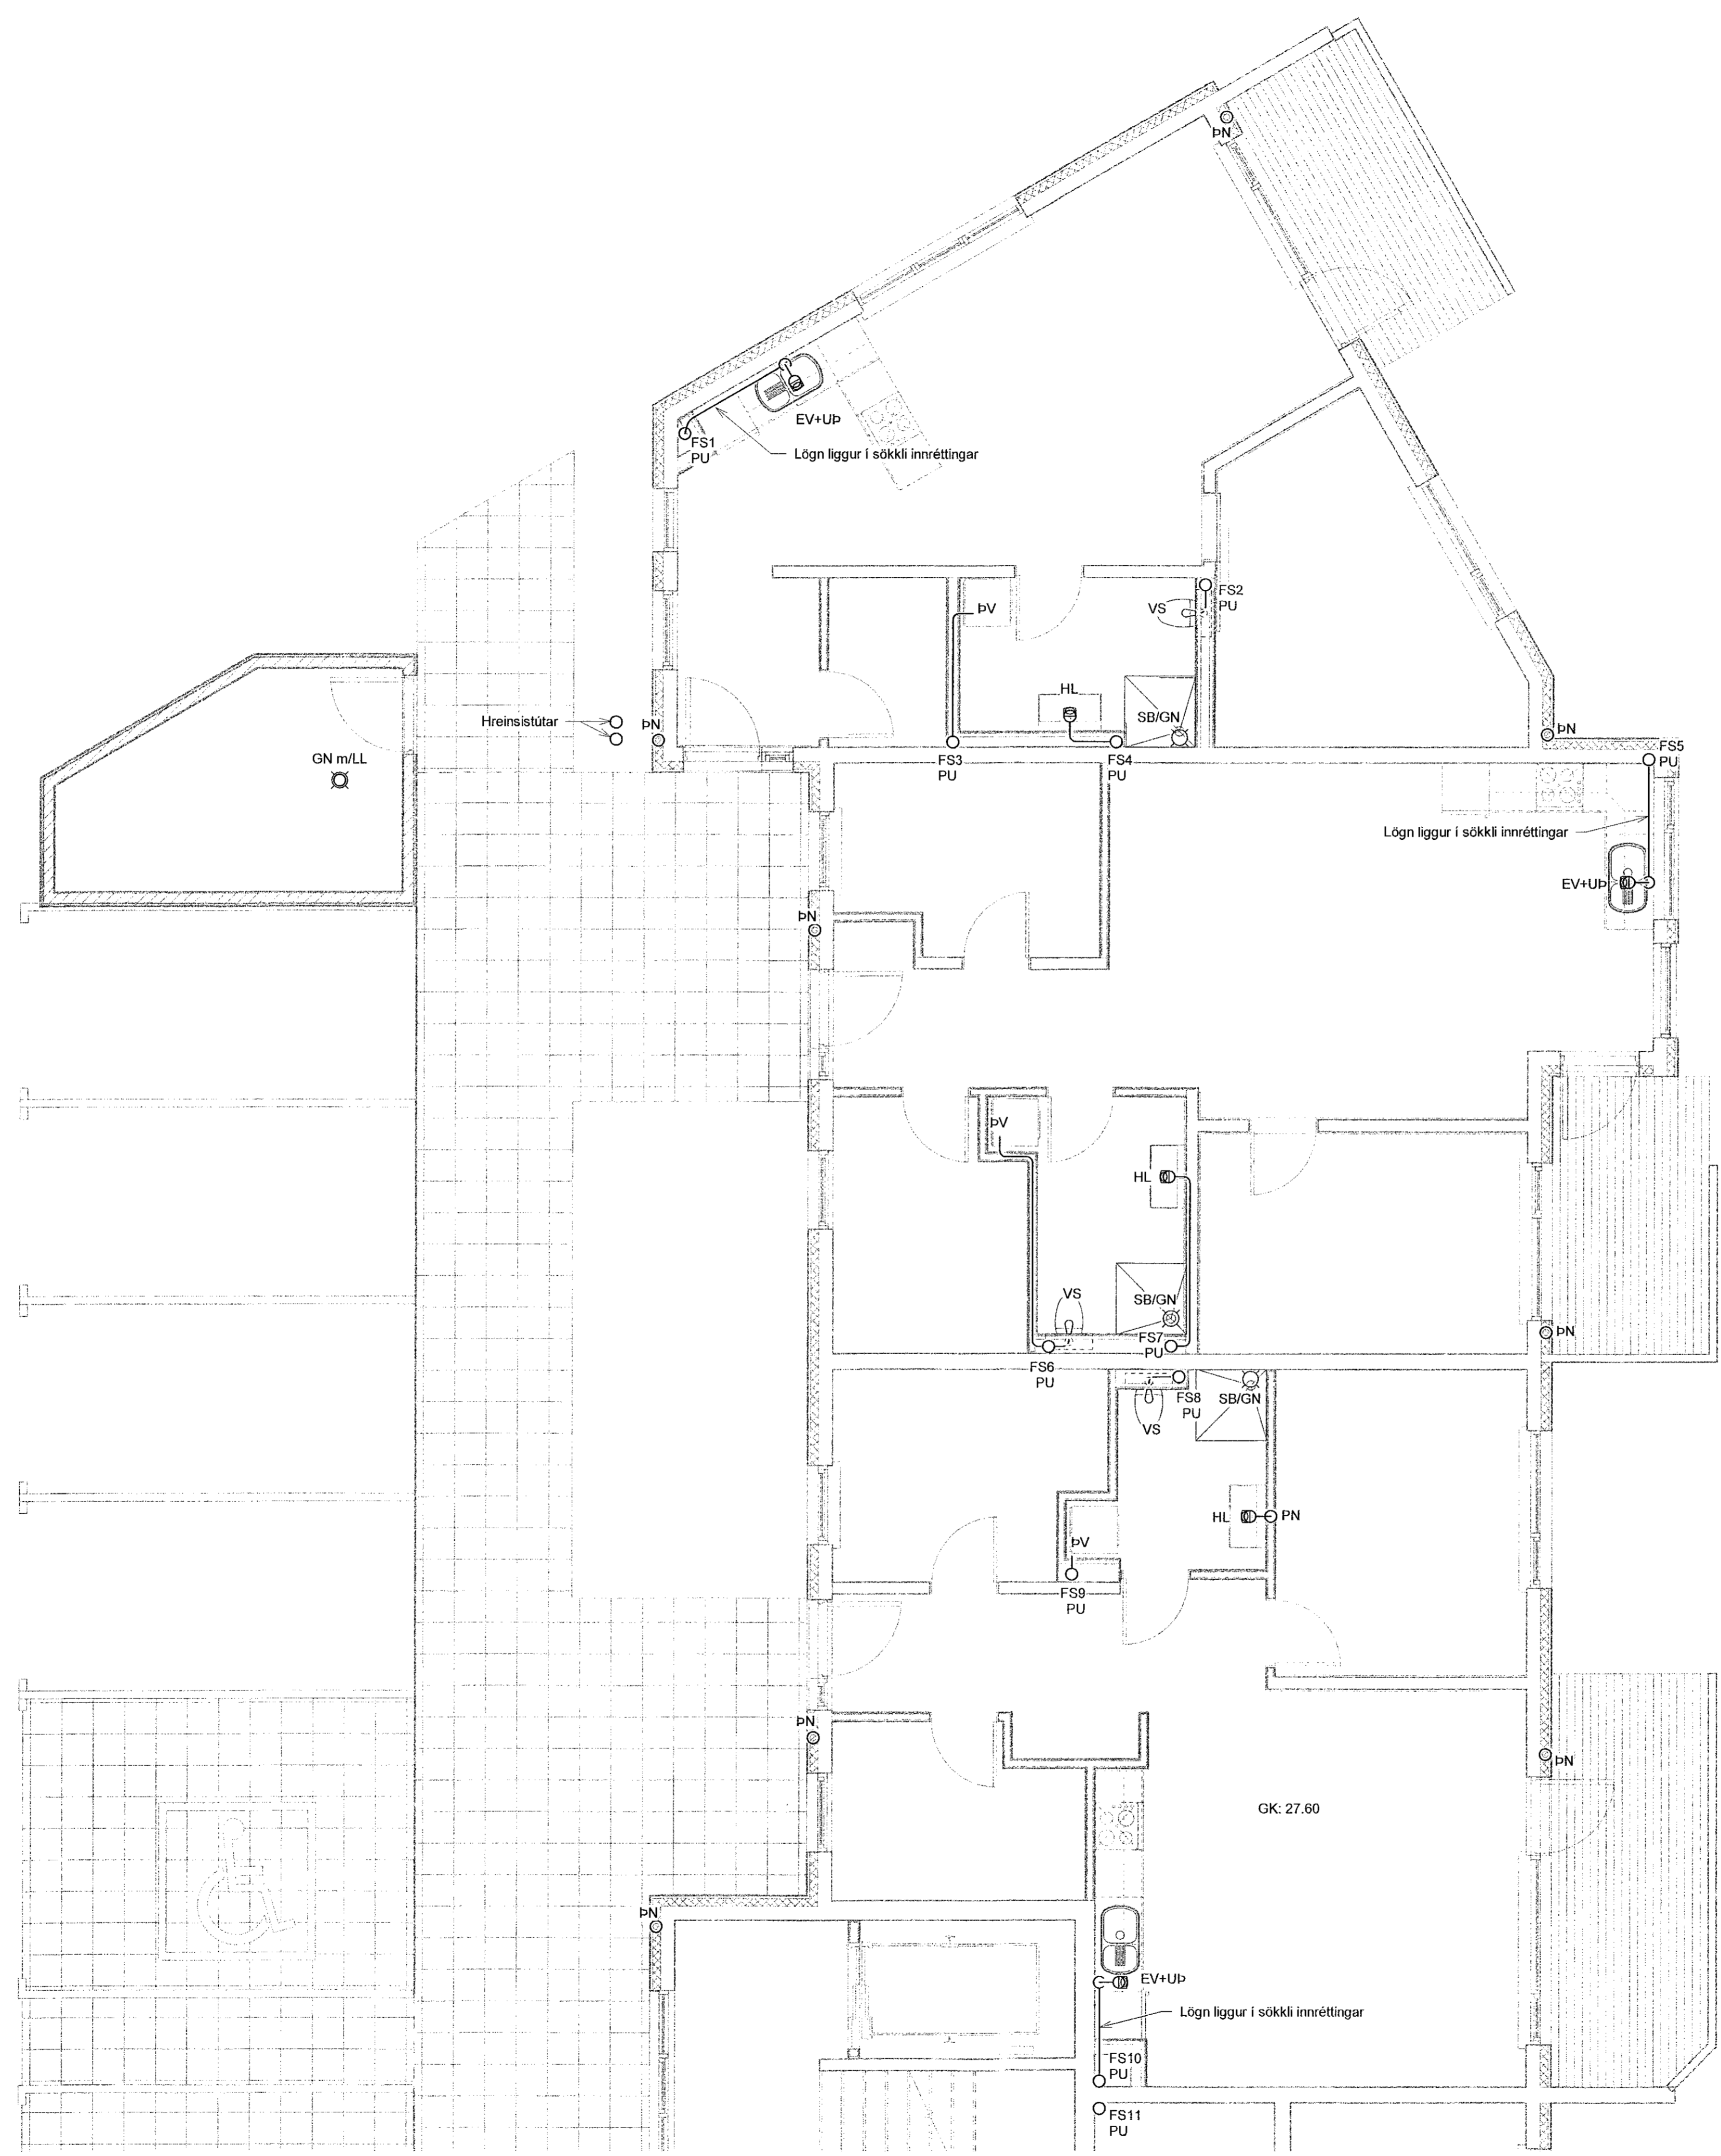 ÞN
EV+UÞ
FS1
PU
Lögn liggur í sökkli innréttingar
FS2
PU
VS
ÞV
HL
SB/GN
Hreinsistútar
ÞN
ÞN
FS3
PU
FS4
PU
FS5
PU
GN m/LL
Lögn liggur í sökkli innréttingar
EV+UÞ
ÞN
ÞV
HL
VS
SB/GN
FS7
PU
ÞN
FS6
PU
FS8
PU
SB/GN
VS
HL
PN
ÞV
FS9
PU
ÞN
ÞN
GK: 27.60
ÞN
EV+UÞ
Lögn liggur í sökkli innréttingar
FS10
PU
FS11
PU